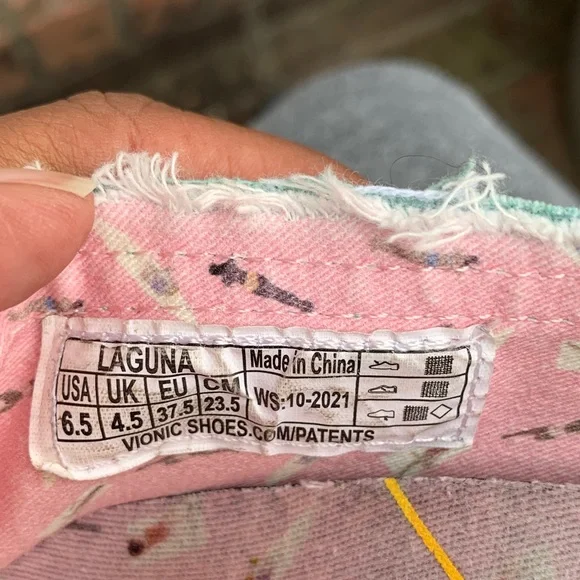 LAGUNA Made in China
USA UK EU CM
6.5 4.5 37.5 23.5 WS:10-2021
VIONIC SHOES.COM/PATENTS